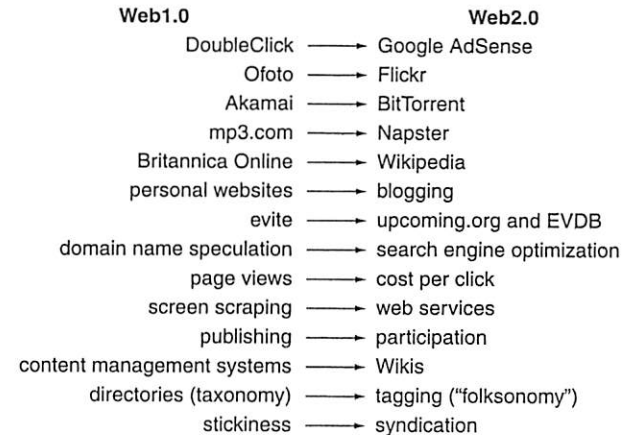 Web1.0 Web2.0
DoubleClick → Google AdSense
Ofoto → Flickr
Akamai → BitTorrent
mp3.com → Napster
Britannica Online → Wikipedia
personal websites → blogging
evite → upcoming.org and EVDB
domain name speculation → search engine optimization
page views → cost per click
screen scraping → web services
publishing → participation
content management systems → Wikis
directories (taxonomy) → tagging (“folksonomy”)
stickiness → syndication